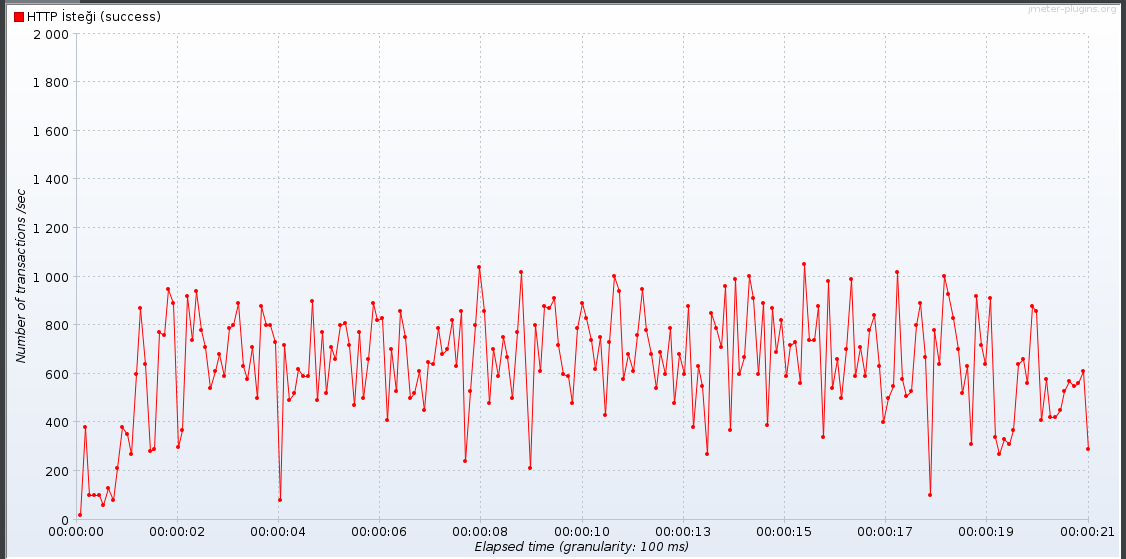 HTTP İsteği (success)
jmeter-plugins.org
2 000
1 800
1 600
1 400
1 200
1 000
800
600
400
200
0
Number of transactions /sec
00:00:00 00:00:02 00:00:04 00:00:06 00:00:08 00:00:10 00:00:13 00:00:15 00:00:17 00:00:19 00:00:21
Elapsed time (granularity: 100 ms)